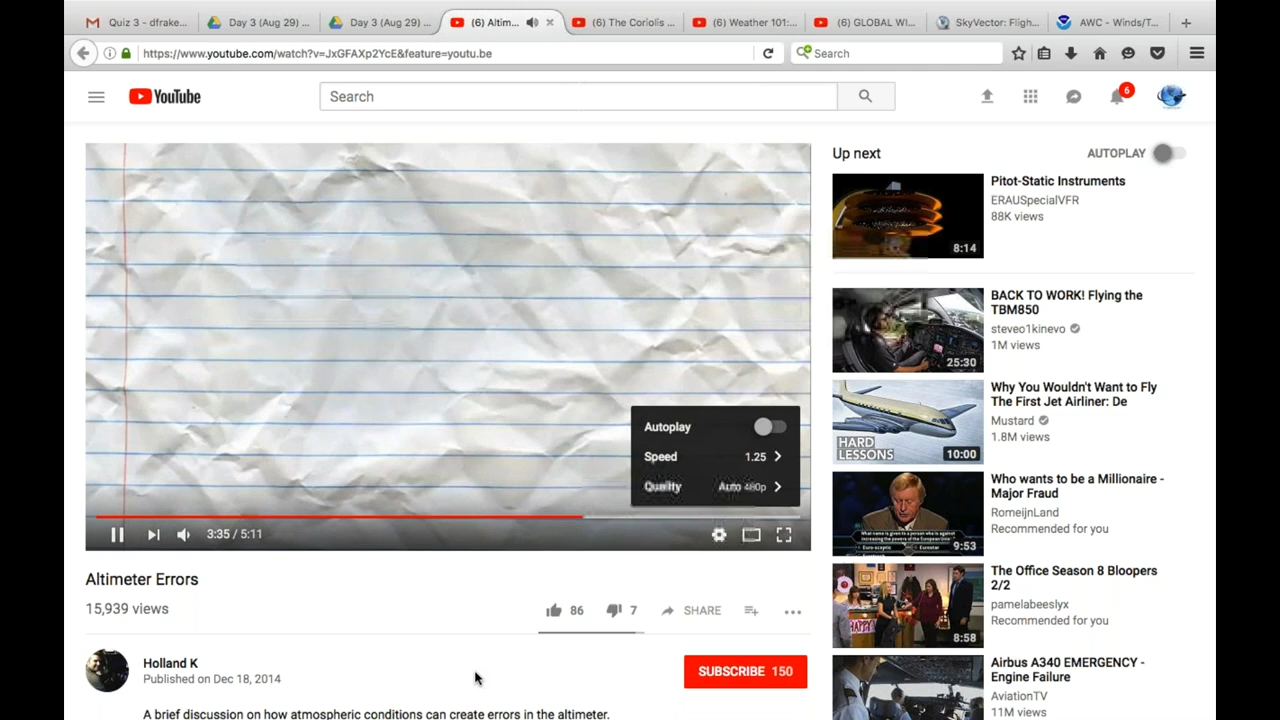 Quiz 3 - dfrake...
Day 3 (Aug 29) ...
Day 3 (Aug 29) ...
(6) Altim...
(6) The Coriolis ...
(6) Weather 101:...
(6) GLOBAL WI...
SkyVector: Fligh...
AWC - Winds/T...
https://www.youtube.com/watch?v=JxGFAXp2YcE&feature=youtu.be
Search
YouTube
Search
6
Up next
AUTOPLAY
Pitot-Static Instruments
ERAUSpecialVFR
88K views
8:14
BACK TO WORK! Flying the
TBM850
steveo1kinevo
1M views
25:30
Why You Wouldn't Want to Fly
The First Jet Airliner: De
Mustard
1.8M views
HARD
LESSONS
10:00
Who wants to be a Millionaire -
Major Fraud
RomeijnLand
Recommended for you
9:53
The Office Season 8 Bloopers
2/2
pamelabeeslyx
Recommended for you
HAPPY
8:58
Airbus A340 EMERGENCY -
Engine Failure
AviationTV
11M views
Autoplay
Speed 1.25
Quality Auto 480p
3:35 / 5:11
Altimeter Errors
15,939 views
86
7
SHARE
Holland K
Published on Dec 18, 2014
SUBSCRIBE 150
A brief discussion on how atmospheric conditions can create errors in the altimeter.